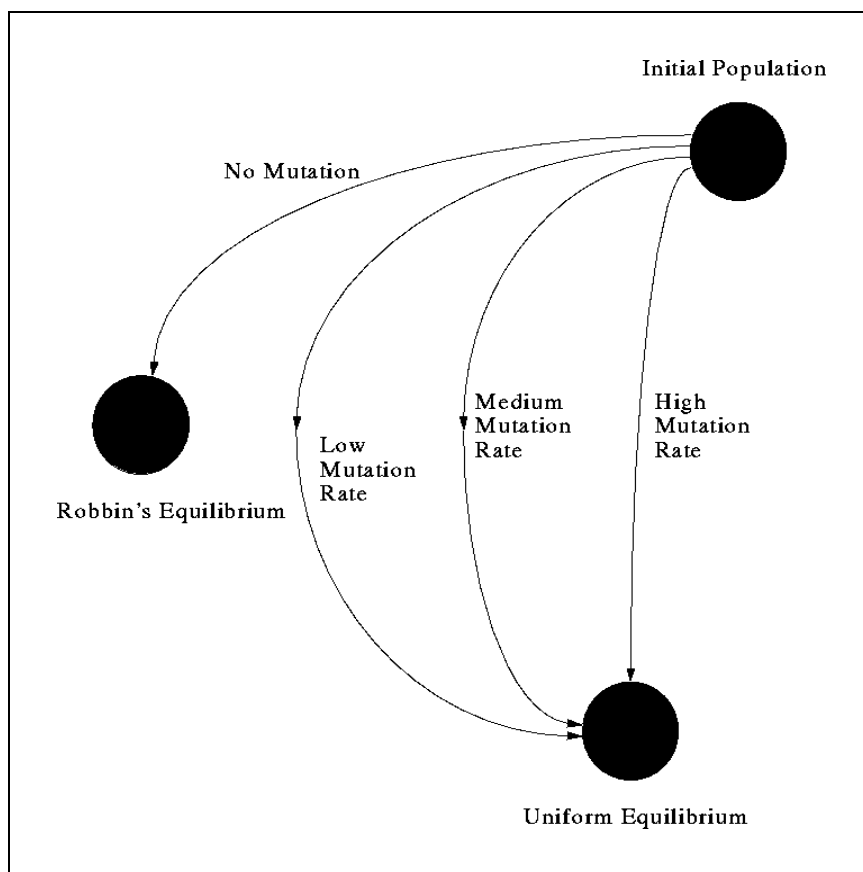 Initial Population
No Mutation
Medium
Mutation
Rate
High
Mutation
Rate
Low
Mutation
Rate
Robbin's Equilibrium
Uniform Equilibrium